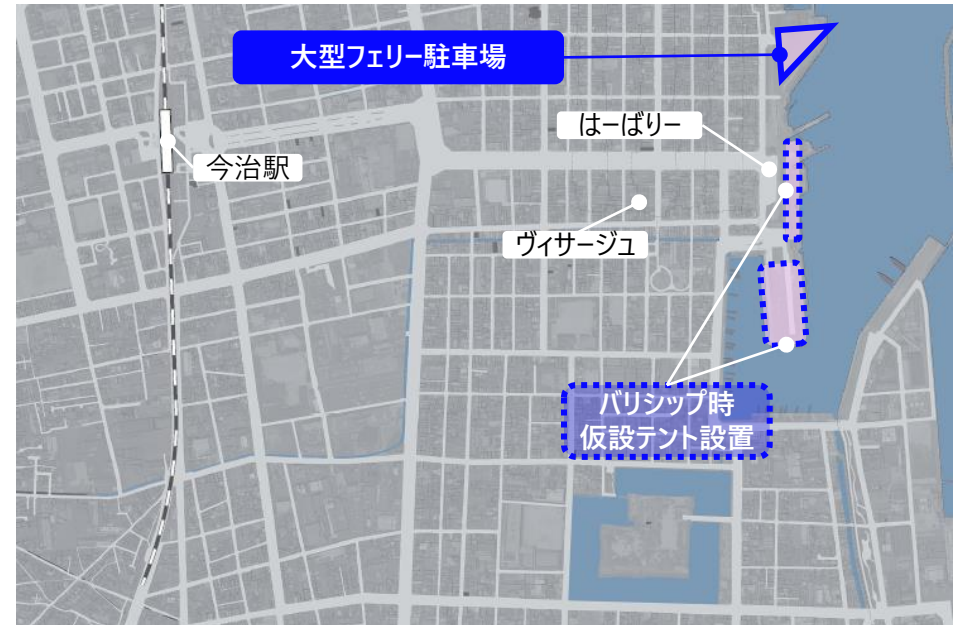 大型フェリー駐車場
はーばりー
今治駅
ヴィサージュ
バリシップ時
仮設テント設置